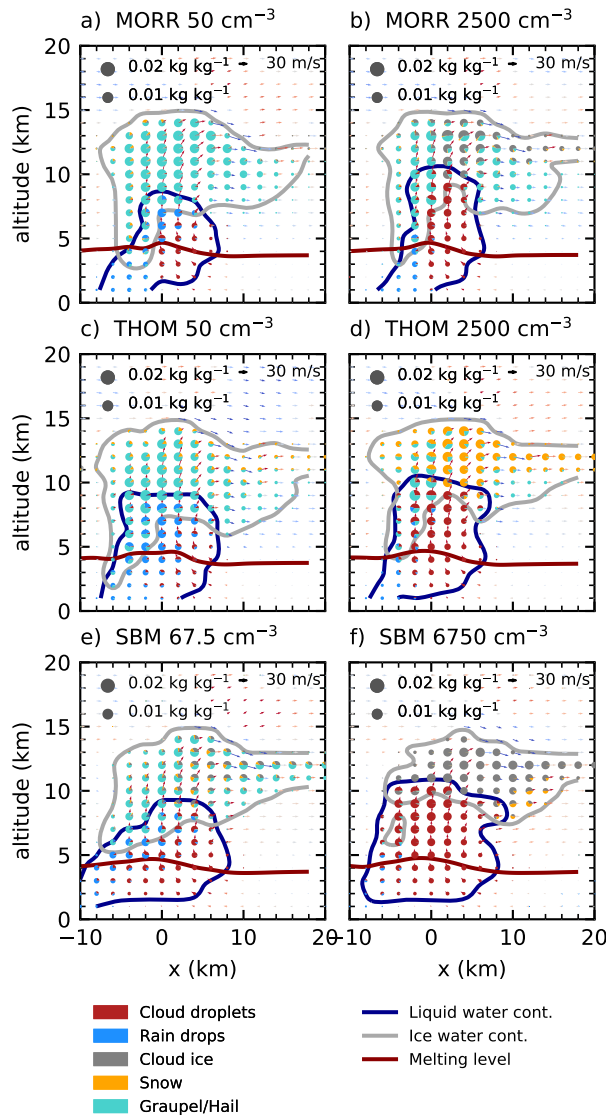 a) MORR 50 cm⁻³
b) MORR 2500 cm⁻³
20
15
10
5
0
altitude (km)
0.02 kg kg⁻¹
30 m/s
0.01 kg kg⁻¹
0.02 kg kg⁻¹
30 m/s
0.01 kg kg⁻¹
c) THOM 50 cm⁻³
d) THOM 2500 cm⁻³
20
15
10
5
0
altitude (km)
0.02 kg kg⁻¹
30 m/s
0.01 kg kg⁻¹
0.02 kg kg⁻¹
30 m/s
0.01 kg kg⁻¹
e) SBM 67.5 cm⁻³
f) SBM 6750 cm⁻³
20
15
10
5
0
altitude (km)
0.02 kg kg⁻¹
30 m/s
0.01 kg kg⁻¹
0.02 kg kg⁻¹
30 m/s
0.01 kg kg⁻¹
−10 0 10 20
−10 0 10 20
x (km)
x (km)
Cloud droplets
Rain drops
Cloud ice
Snow
Graupel/Hail
Liquid water cont.
Ice water cont.
Melting level